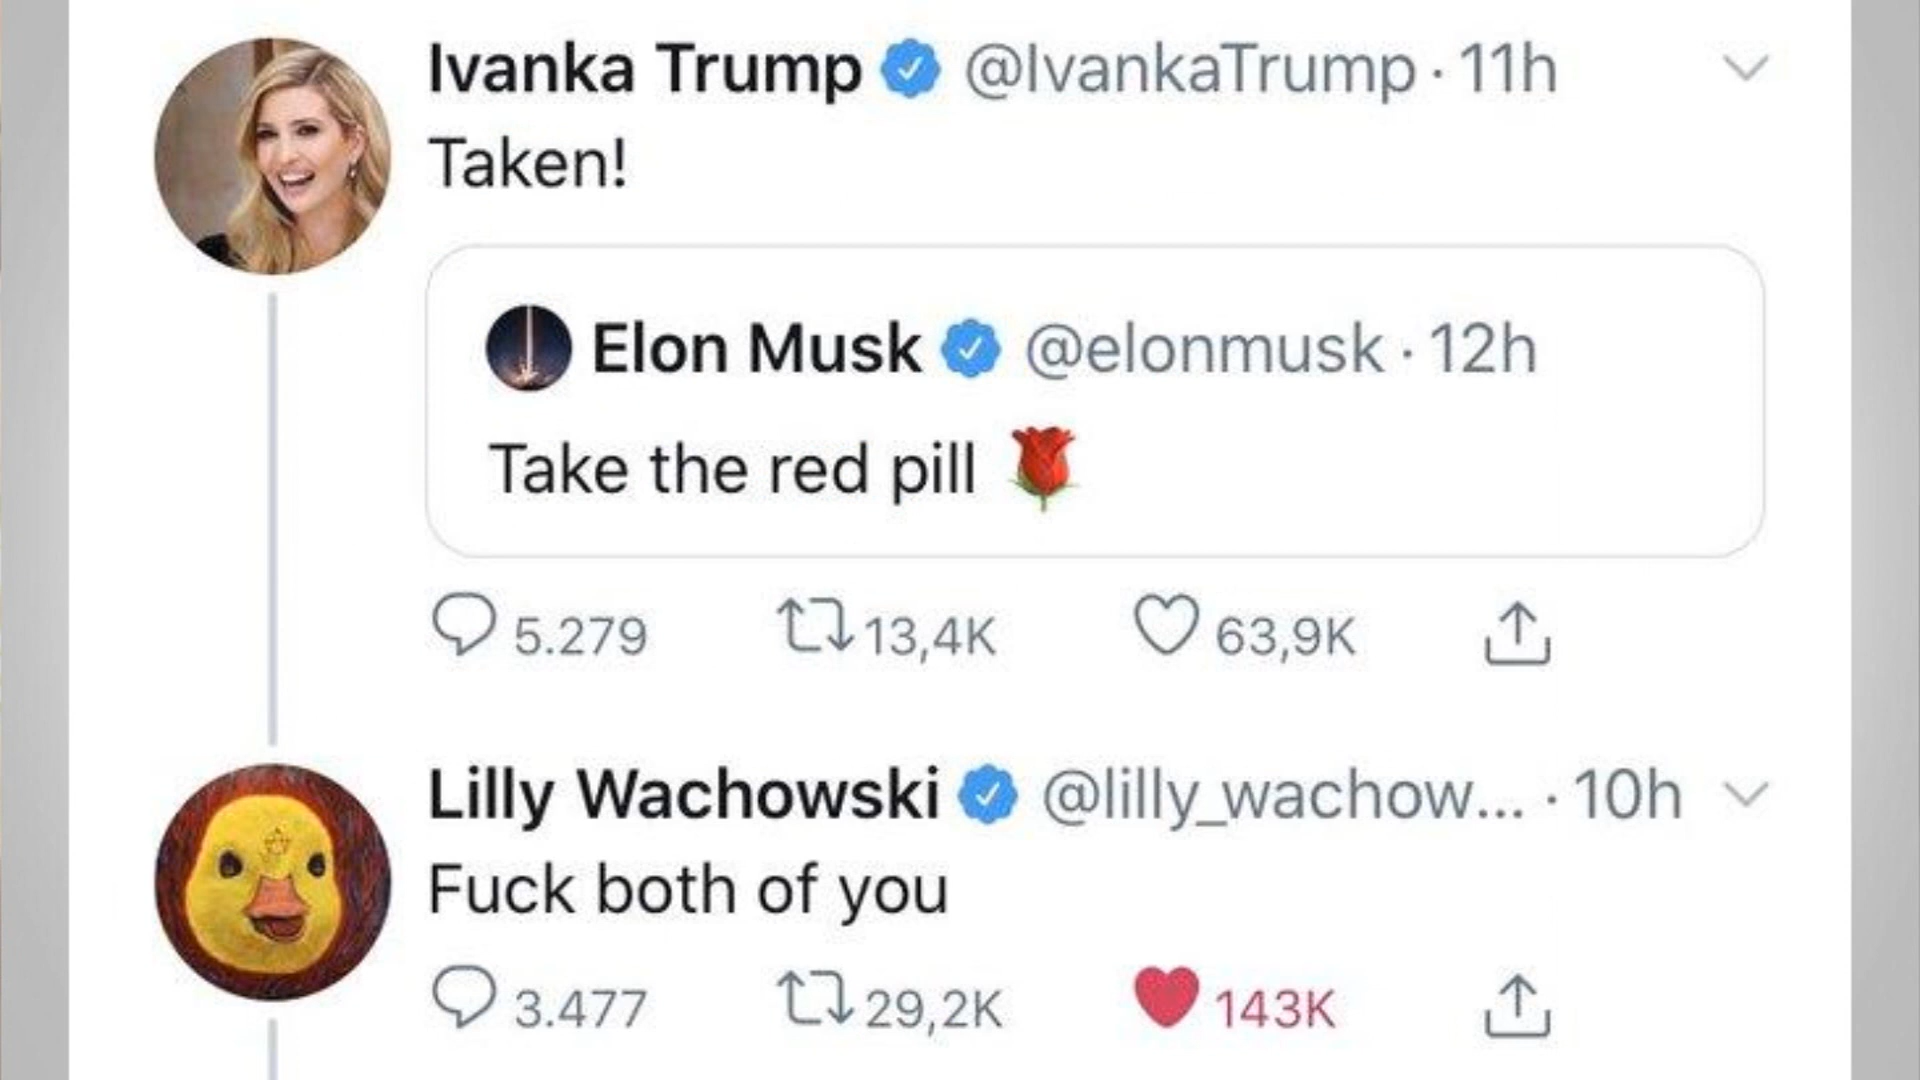 Ivanka Trump @IvankaTrump · 11h
Taken!
Elon Musk @elonmusk · 12h
Take the red pill 🌹
5.279 13,4K 63,9K
Lilly Wachowski @lilly_wachow... · 10h
Fuck both of you
3.477 29,2K 143K